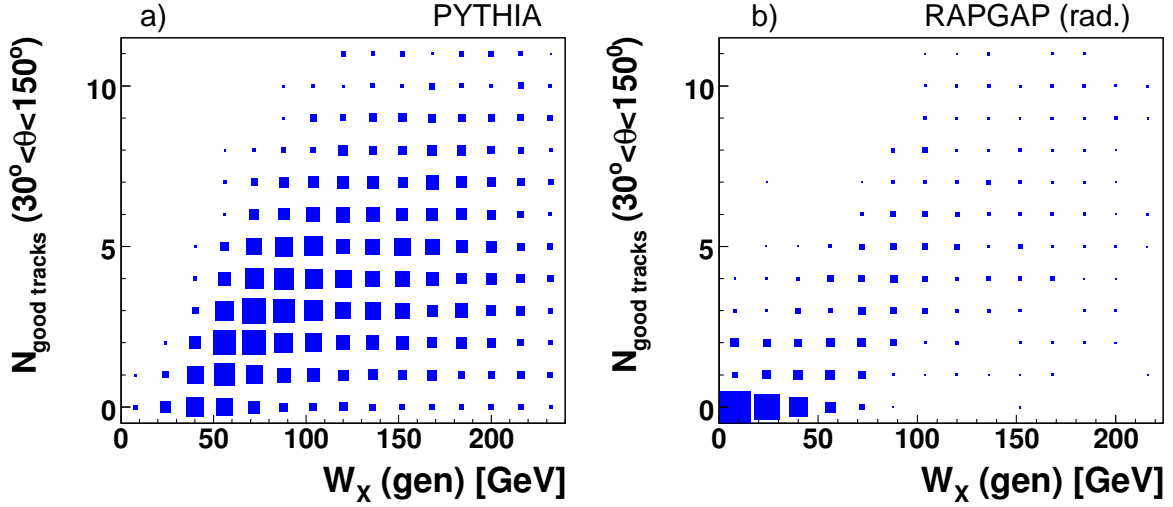 a) PYTHIA
N_good tracks (30°<θ<150°)
10
5
0
0 50 100 150 200
W_X (gen) [GeV]
b) RAPGAP (rad.)
N_good tracks (30°<θ<150⁰)
10
5
0
0 50 100 150 200
W_X (gen) [GeV]